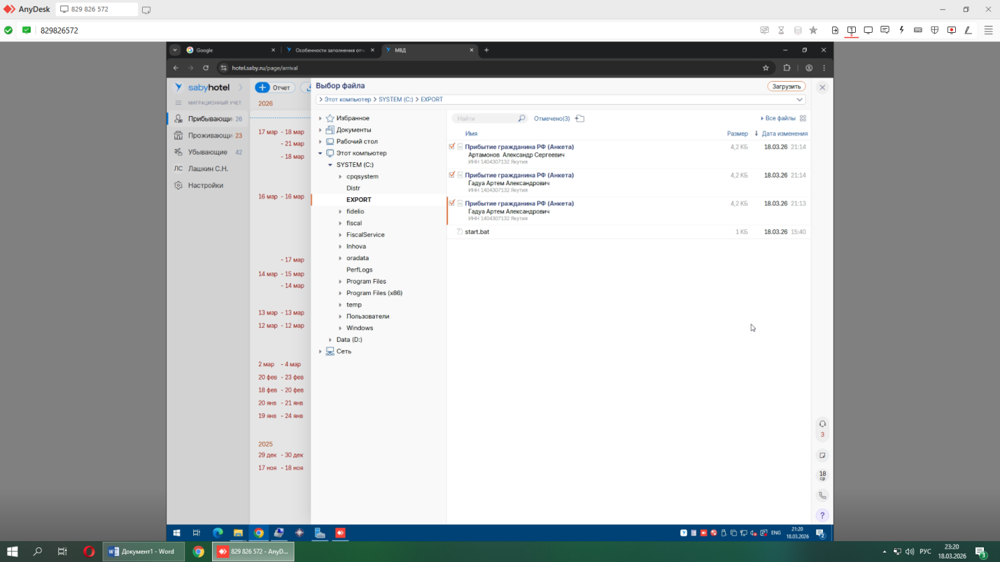 AnyDesk
829 826 572
829826572
Google
Особенности заполнения отч
МВД
hotel.saby.ru/page/arrival
sabyhotel
МИГРАЦИОННЫЙ УЧЕТ
Прибывающи 26
Проживающи 23
Убывающие 42
ЛС Лашкин С.Н.
Настройки
Отчет
2026
17 мар - 18 мар
- 21 мар
- 18 мар
16 мар - 16 мар
- 17 мар
14 мар - 15 мар
- 14 мар
13 мар - 13 мар
12 мар - 12 мар
2 мар - 4 мар
20 фев - 23 фев
18 фев - 20 фев
20 янв - 21 янв
19 янв - 24 янв
2025
29 дек - 30 дек
17 ноя - 18 ноя
Выбор файла
Загрузить
Этот компьютер > SYSTEM (C:) > EXPORT
Избранное
Документы
Рабочий стол
Этот компьютер
SYSTEM (C:)
cpqsystem
Distr
EXPORT
fidelio
fiscal
FiscalService
Inhova
oradata
PerfLogs
Program Files
Program Files (x86)
temp
Пользователи
Windows
Data (D:)
Сеть
Найти
Отмечено(3)
Все файлы
Имя Размер Дата изменения
Прибытие гражданина РФ (Анкета) 4,2 КБ 18.03.26 21:14
Артамонов Александр Сергеевич
ИНН 1404307132 Якутия
Прибытие гражданина РФ (Анкета) 4,2 КБ 18.03.26 21:14
Гадуа Артем Александрович
ИНН 1404307132 Якутия
Прибытие гражданина РФ (Анкета) 4,2 КБ 18.03.26 21:13
Гадуа Артем Александрович
ИНН 1404307132 Якутия
start.bat 1 КБ 18.03.26 15:40
3
18
ср
?
ENG
21:20
18.03.2026
2
Документ1 - Word
829 826 572 - AnyD...
РУС
23:20
18.03.2026
3